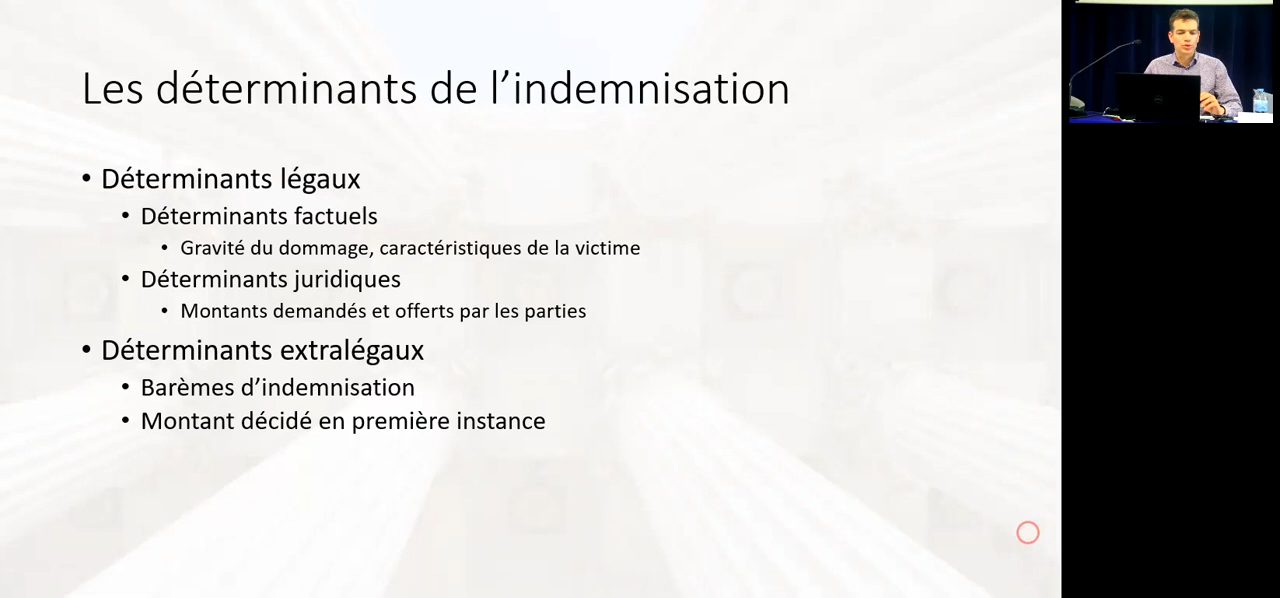 Les déterminants de l’indemnisation
• Déterminants légaux
• Déterminants factuels
• Gravité du dommage, caractéristiques de la victime
• Déterminants juridiques
• Montants demandés et offerts par les parties
• Déterminants extralégaux
• Barèmes d’indemnisation
• Montant décidé en première instance